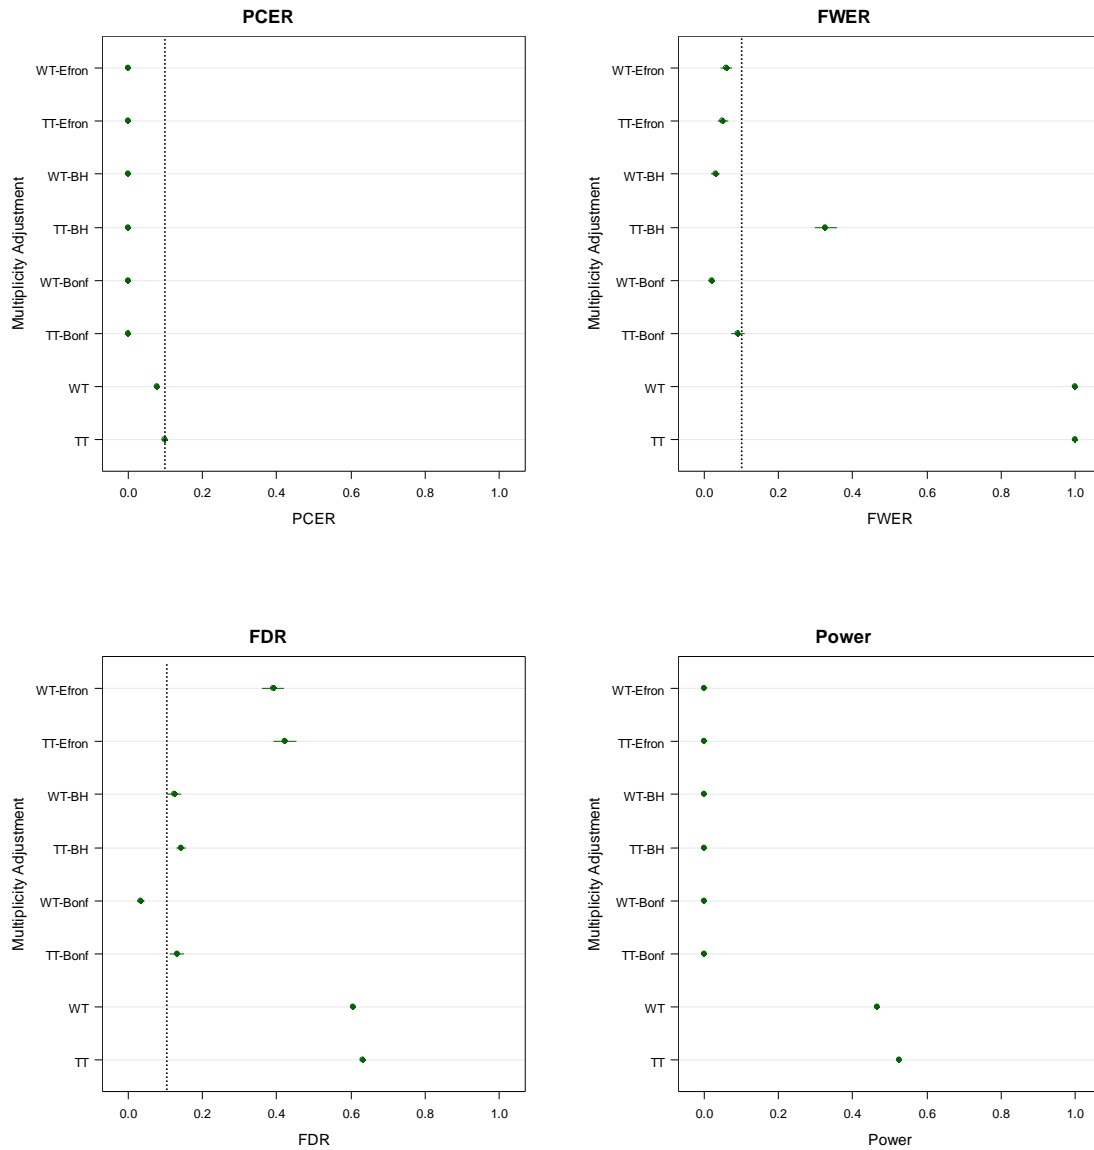 PCER
Multiplicity Adjustment
WT-Efron
TT-Efron
WT-BH
TT-BH
WT-Bonf
TT-Bonf
WT
TT
0.0 0.2 0.4 0.6 0.8 1.0
PCER
FWER
Multiplicity Adjustment
WT-Efron
TT-Efron
WT-BH
TT-BH
WT-Bonf
TT-Bonf
WT
TT
0.0 0.2 0.4 0.6 0.8 1.0
FWER
FDR
Multiplicity Adjustment
WT-Efron
TT-Efron
WT-BH
TT-BH
WT-Bonf
TT-Bonf
WT
TT
0.0 0.2 0.4 0.6 0.8 1.0
FDR
Power
Multiplicity Adjustment
WT-Efron
TT-Efron
WT-BH
TT-BH
WT-Bonf
TT-Bonf
WT
TT
0.0 0.2 0.4 0.6 0.8 1.0
Power